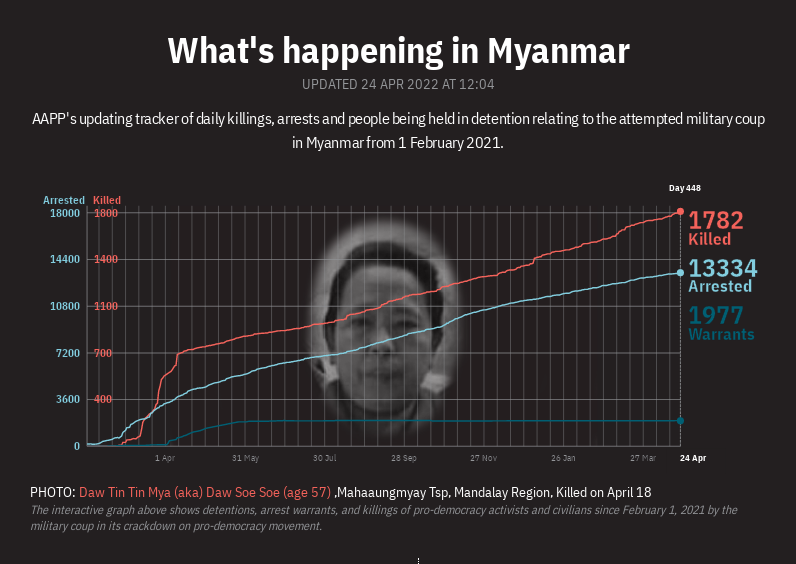 What's happening in Myanmar
UPDATED 24 APR 2022 AT 12:04
AAPP's updating tracker of daily killings, arrests and people being held in detention relating to the attempted military coup
in Myanmar from 1 February 2021.
Day 448
Arrested Killed
18000 1800
14400 1400
10800 1100
7200 700
3600 400
0
1782
Killed
13334
Arrested
1977
Warrants
1 Apr 31 May 30 Jul 28 Sep 27 Nov 26 Jan 27 Mar 24 Apr
PHOTO: Daw Tin Tin Mya (aka) Daw Soe Soe (age 57) ,Mahaaungmyay Tsp, Mandalay Region, Killed on April 18
The interactive graph above shows detentions, arrest warrants, and killings of pro-democracy activists and civilians since February 1, 2021 by the
military coup in its crackdown on pro-democracy movement.